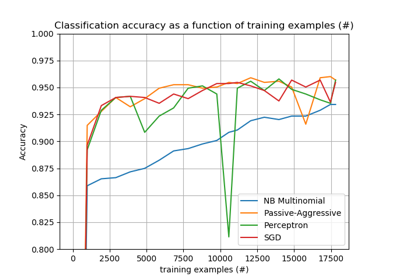 Classification accuracy as a function of training examples (#)
1.000
0.975
0.950
0.925
0.900
0.875
0.850
0.825
0.800
Accuracy
0
2500
5000
7500
10000
12500
15000
17500
training examples (#)
NB Multinomial
Passive-Aggressive
Perceptron
SGD